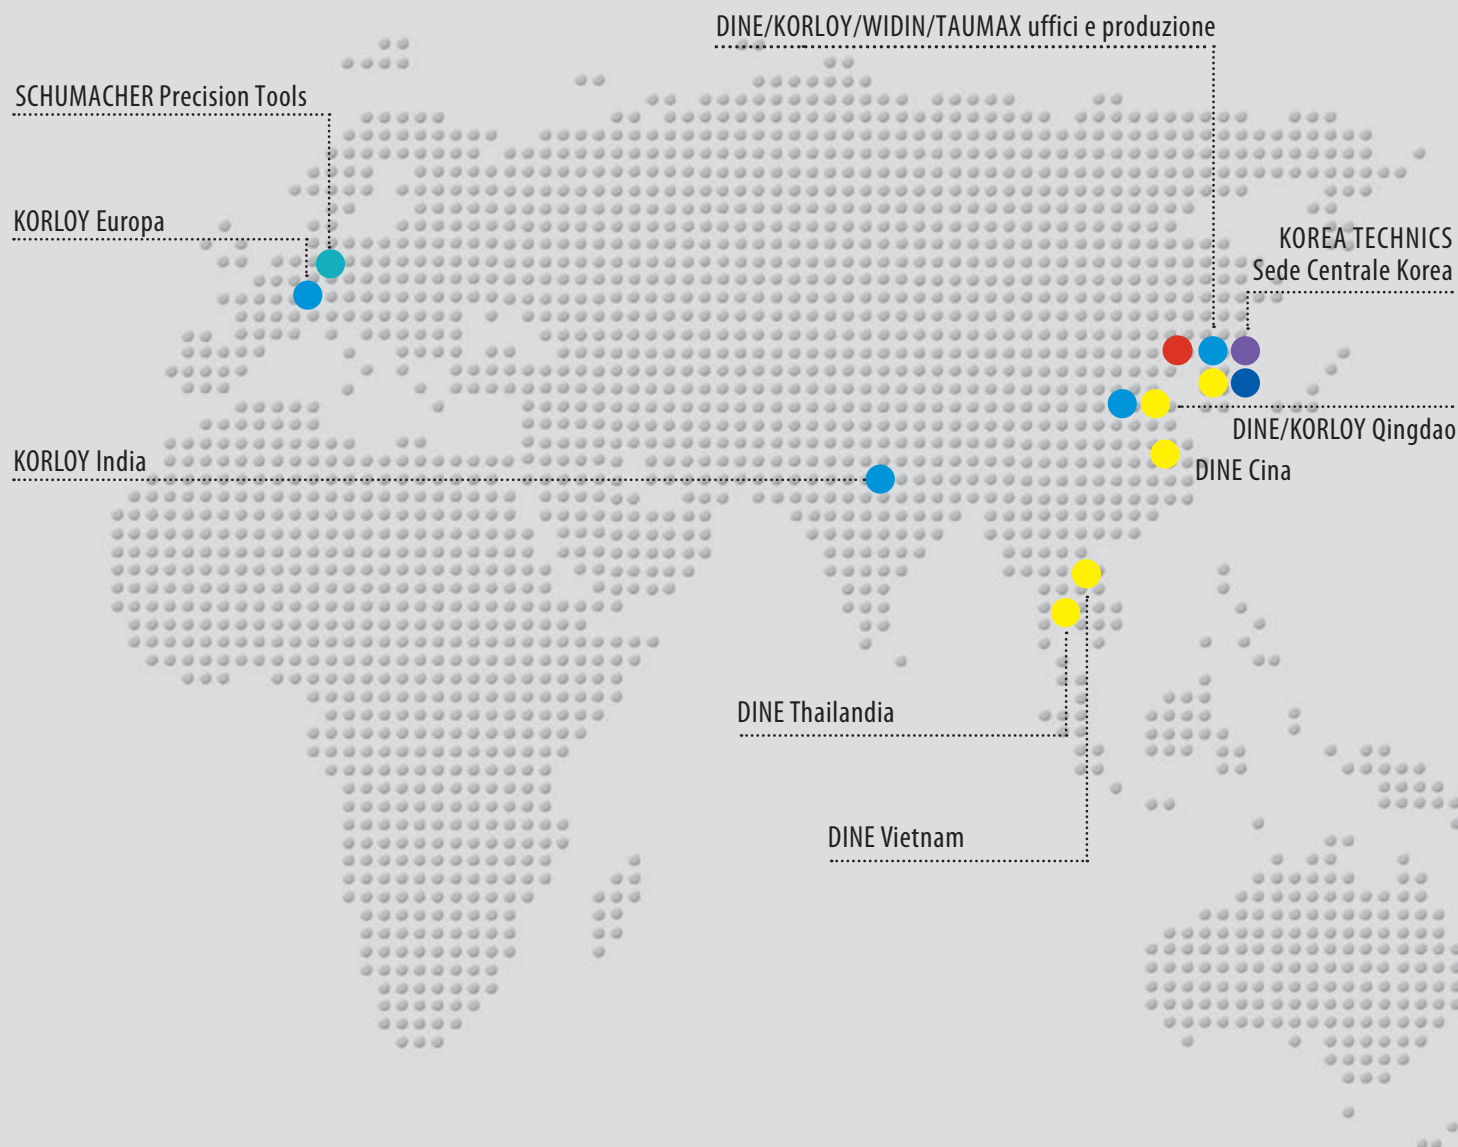 DINE/KORLOY/WIDIN/TAUMAX uffici e produzione
SCHUMACHER Precision Tools
KORLOY Europa
KOREA TECHNICS
Sede Centrale Korea
DINE/KORLOY Qingdao
KORLOY India
DINE Cina
DINE Thailandia
DINE Vietnam